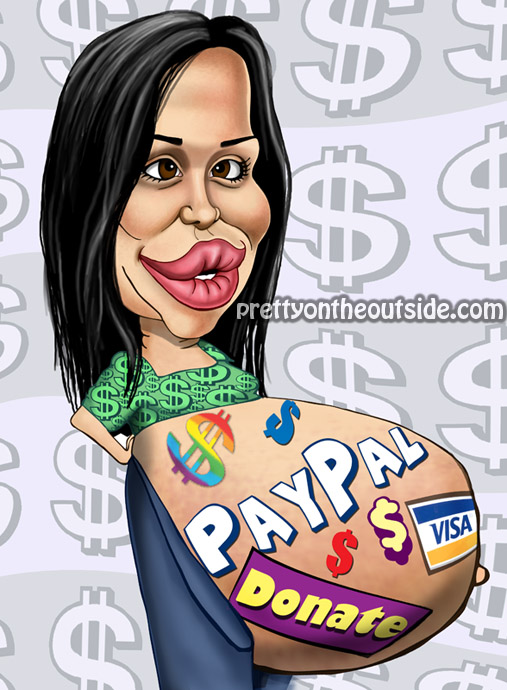 prettyontheoutside.com
$
$
PAYPAL
$
$
VISA
Donate